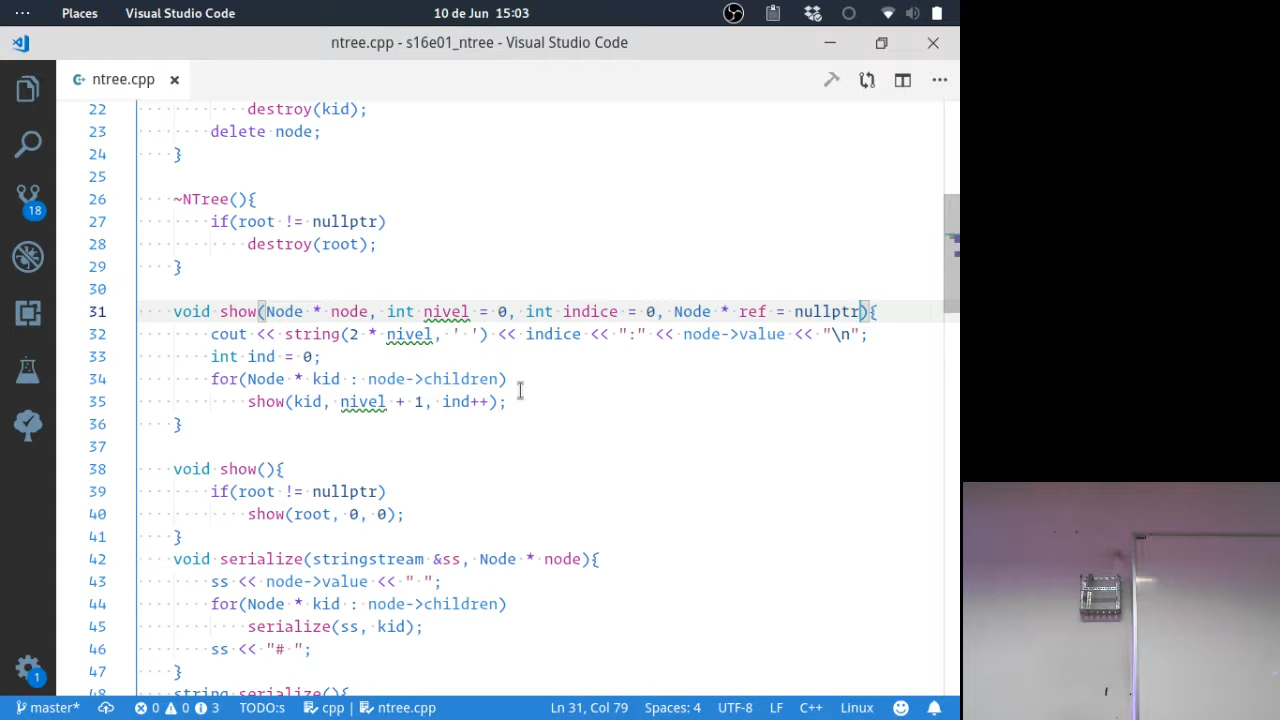 Places Visual Studio Code 10 de Jun 15:03
ntree.cpp - s16e01_ntree - Visual Studio Code
ntree.cpp
22 destroy(kid);
23 delete node;
24 }
25
26 ~NTree(){
27 if(root != nullptr)
28 destroy(root);
29 }
30
31 void show(Node * node, int nivel = 0, int indice = 0, Node * ref = nullptr){
32 cout << string(2 * nivel, ' ') << indice << ":" << node->value << "\n";
33 int ind = 0;
34 for(Node * kid : node->children)
35 show(kid, nivel + 1, ind++);
36 }
37
38 void show(){
39 if(root != nullptr)
40 show(root, 0, 0);
41 }
42 void serialize(stringstream &ss, Node * node){
43 ss << node->value << " ";
44 for(Node * kid : node->children)
45 serialize(ss, kid);
46 ss << "# ";
47 }
48 string serialize(){
18
1
master* 0 0 3 TODO:s cpp ntree.cpp Ln 31, Col 79 Spaces: 4 UTF-8 LF C++ Linux